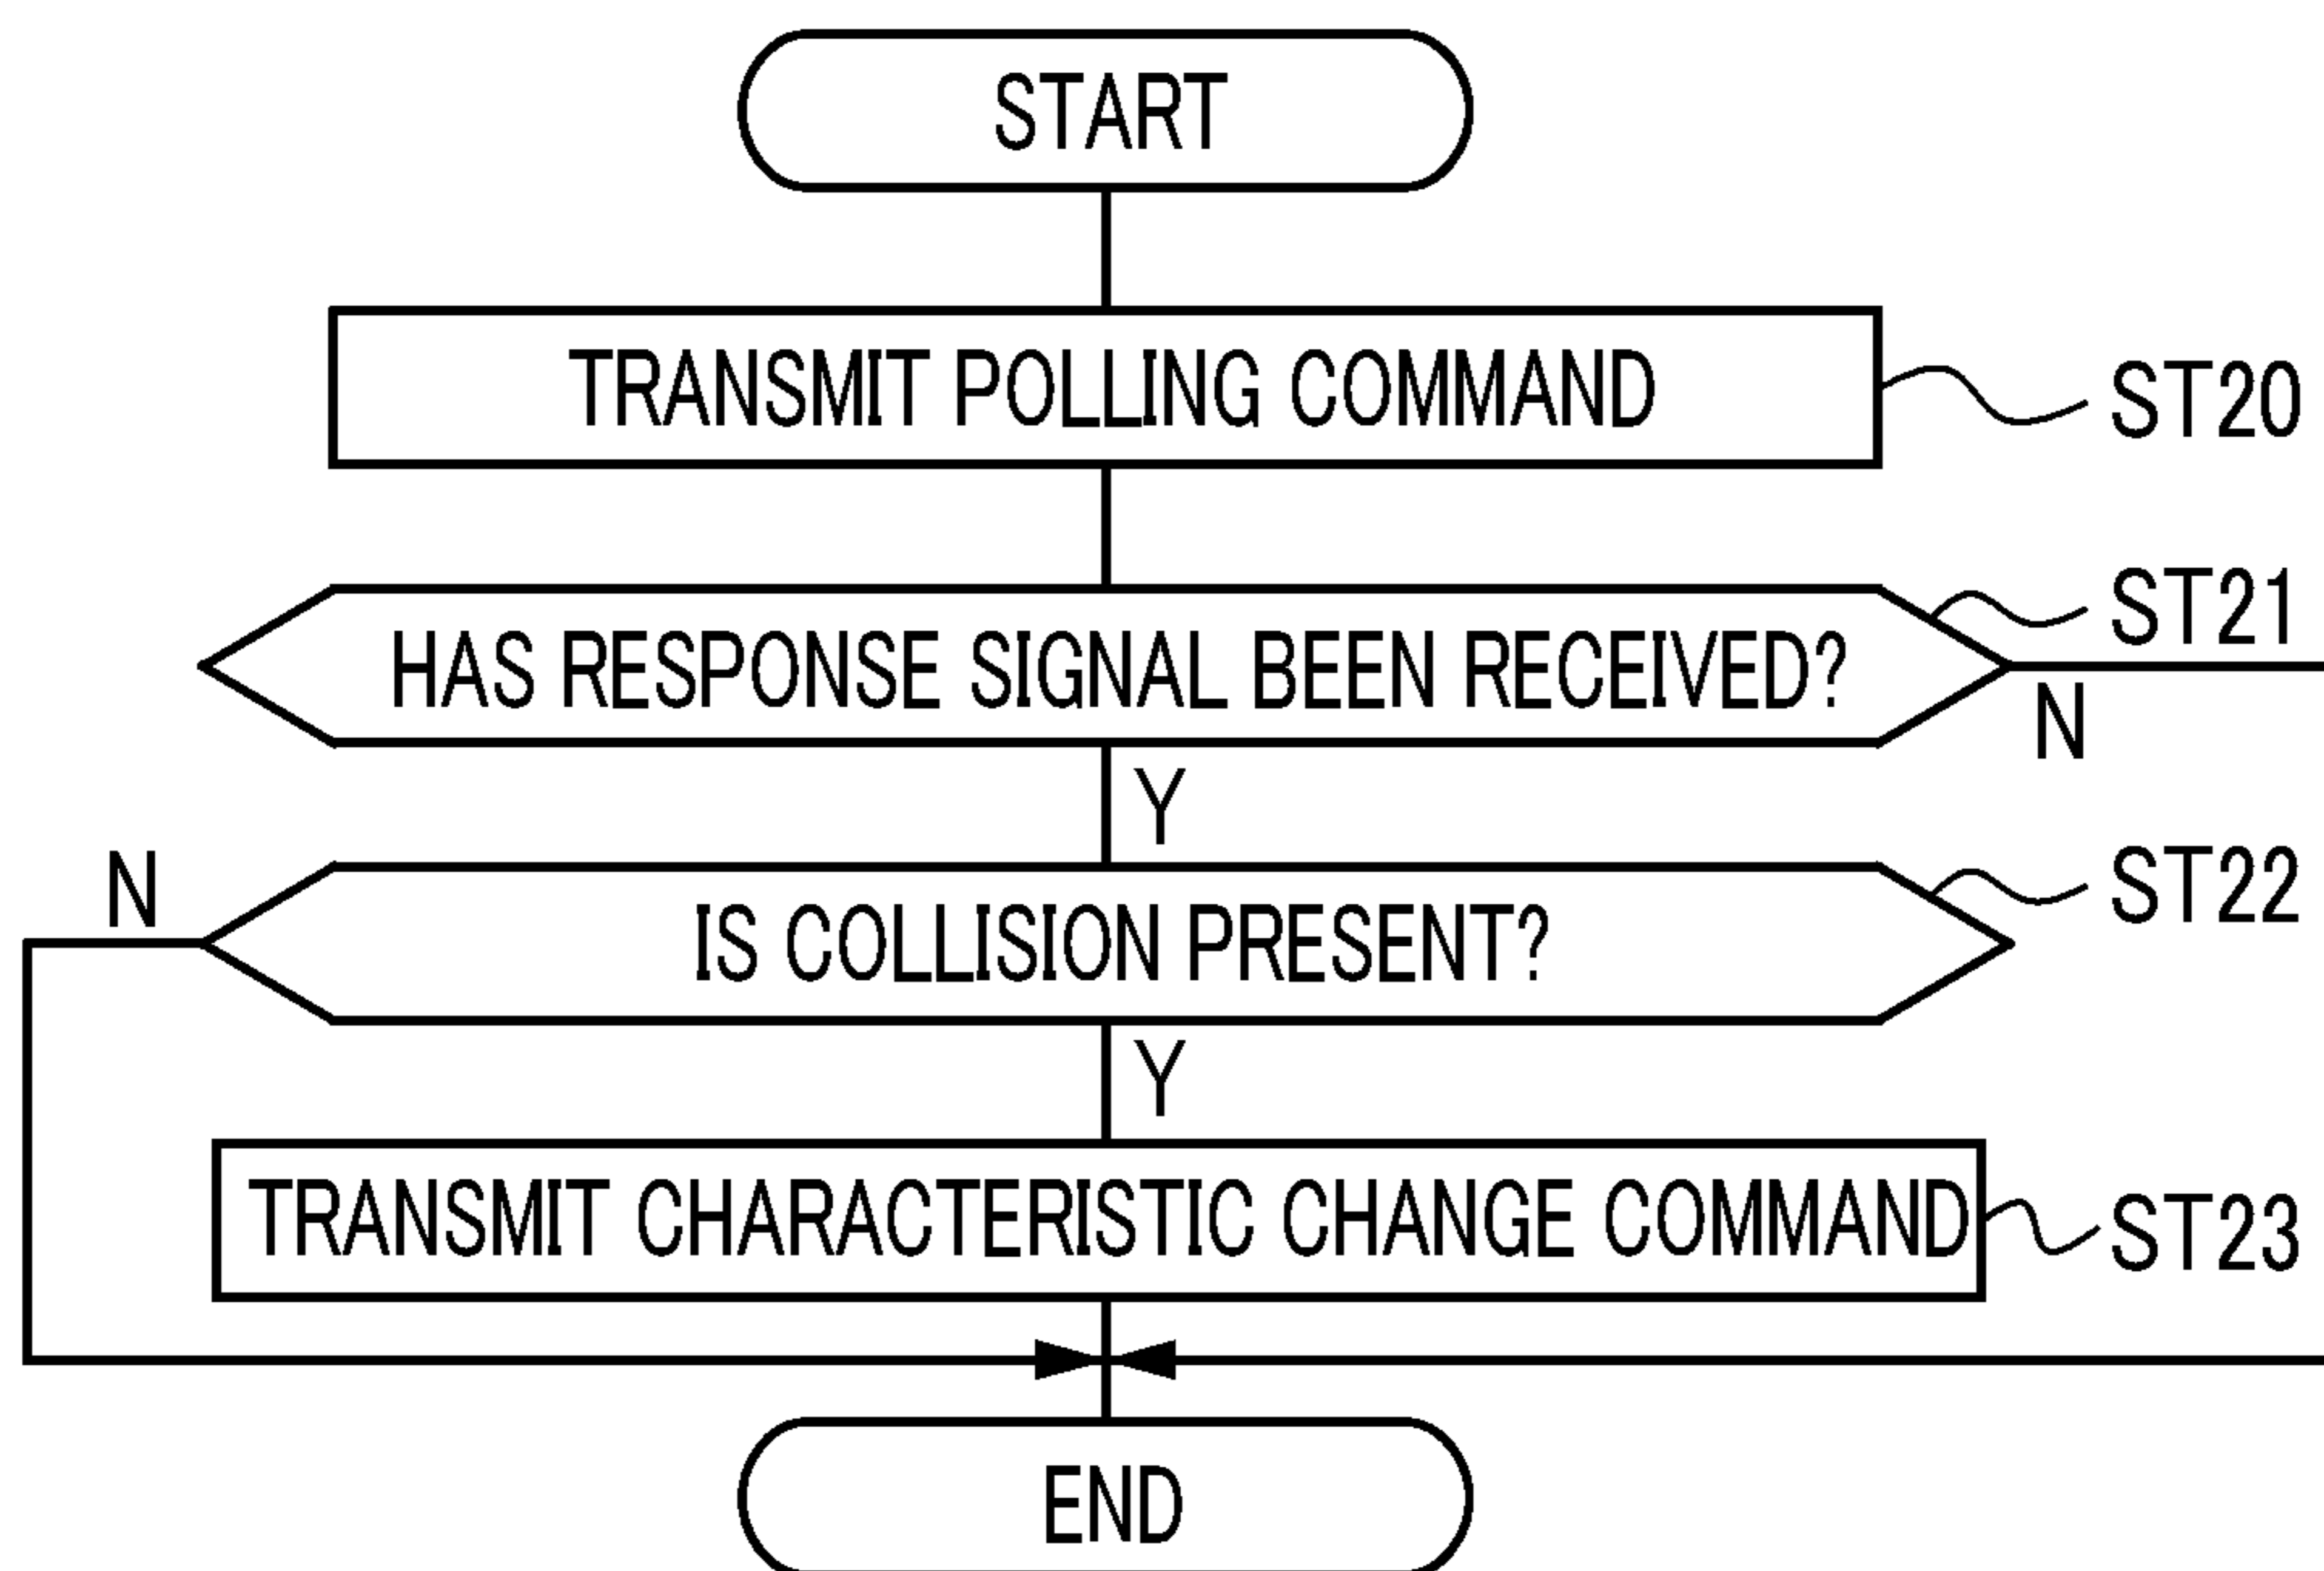 START
TRANSMIT POLLING COMMAND
ST20
HAS RESPONSE SIGNAL BEEN RECEIVED?
ST21
N
Y
N
IS COLLISION PRESENT?
ST22
Y
TRANSMIT CHARACTERISTIC CHANGE COMMAND
ST23
END